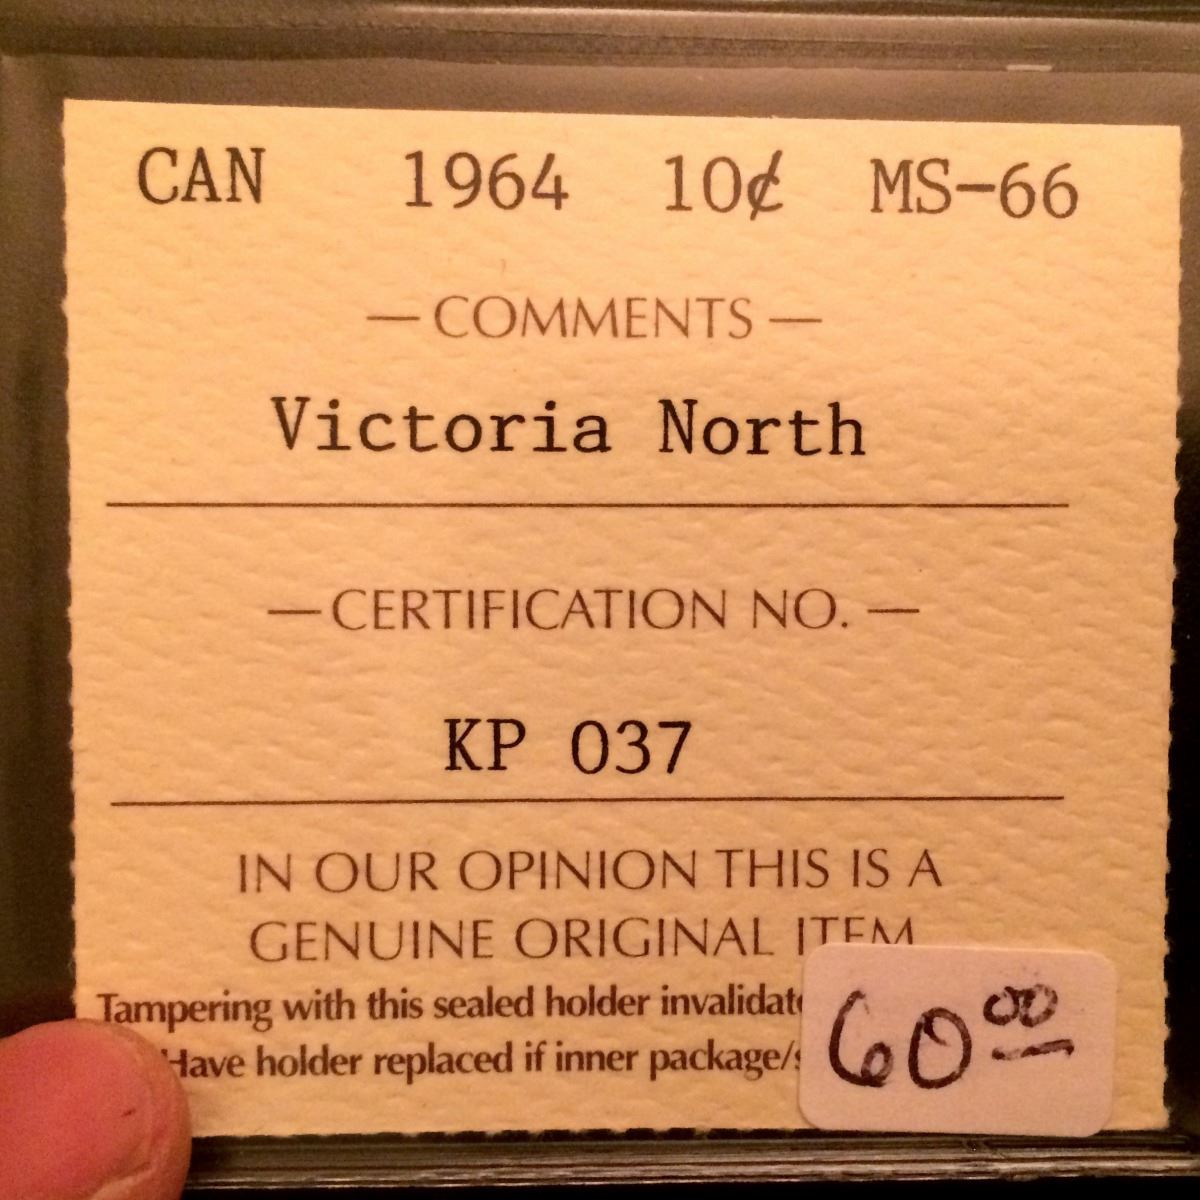 CAN 1964 10¢ MS-66
— COMMENTS —
Victoria North
— CERTIFICATION NO. —
KP 037
IN OUR OPINION THIS IS A
GENUINE ORIGINAL ITEM
Tampering with this sealed holder
Have holder replaced if inner
60 00